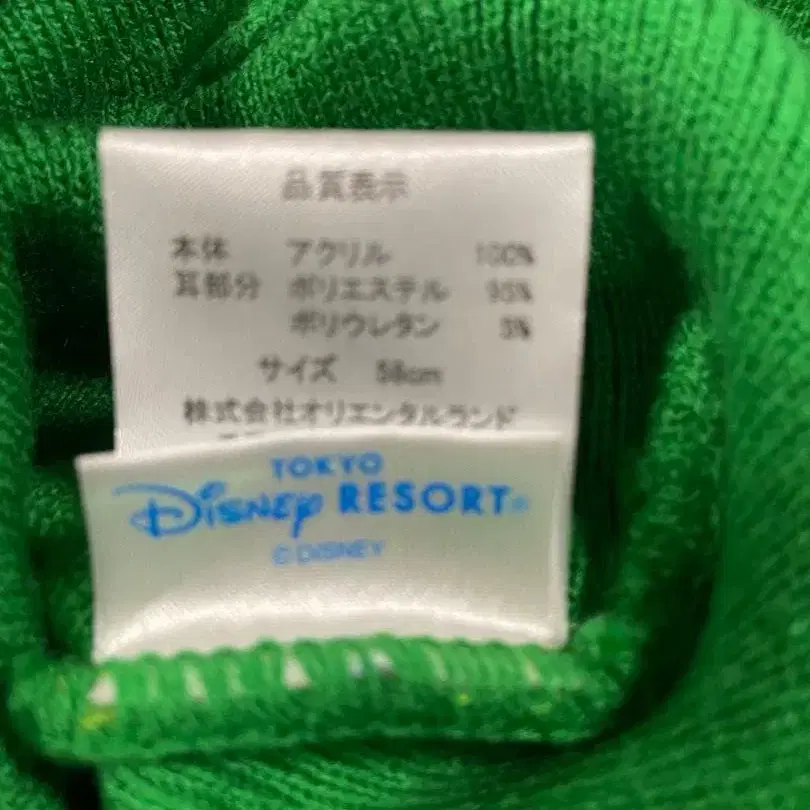 品質表示
本体 アクリル 100%
耳部分 ポリエステル 95%
ポリウレタン 5%
サイズ 58cm
株式会社オリエンタルランド
TOKYO
Disney RESORT®
© DISNEY